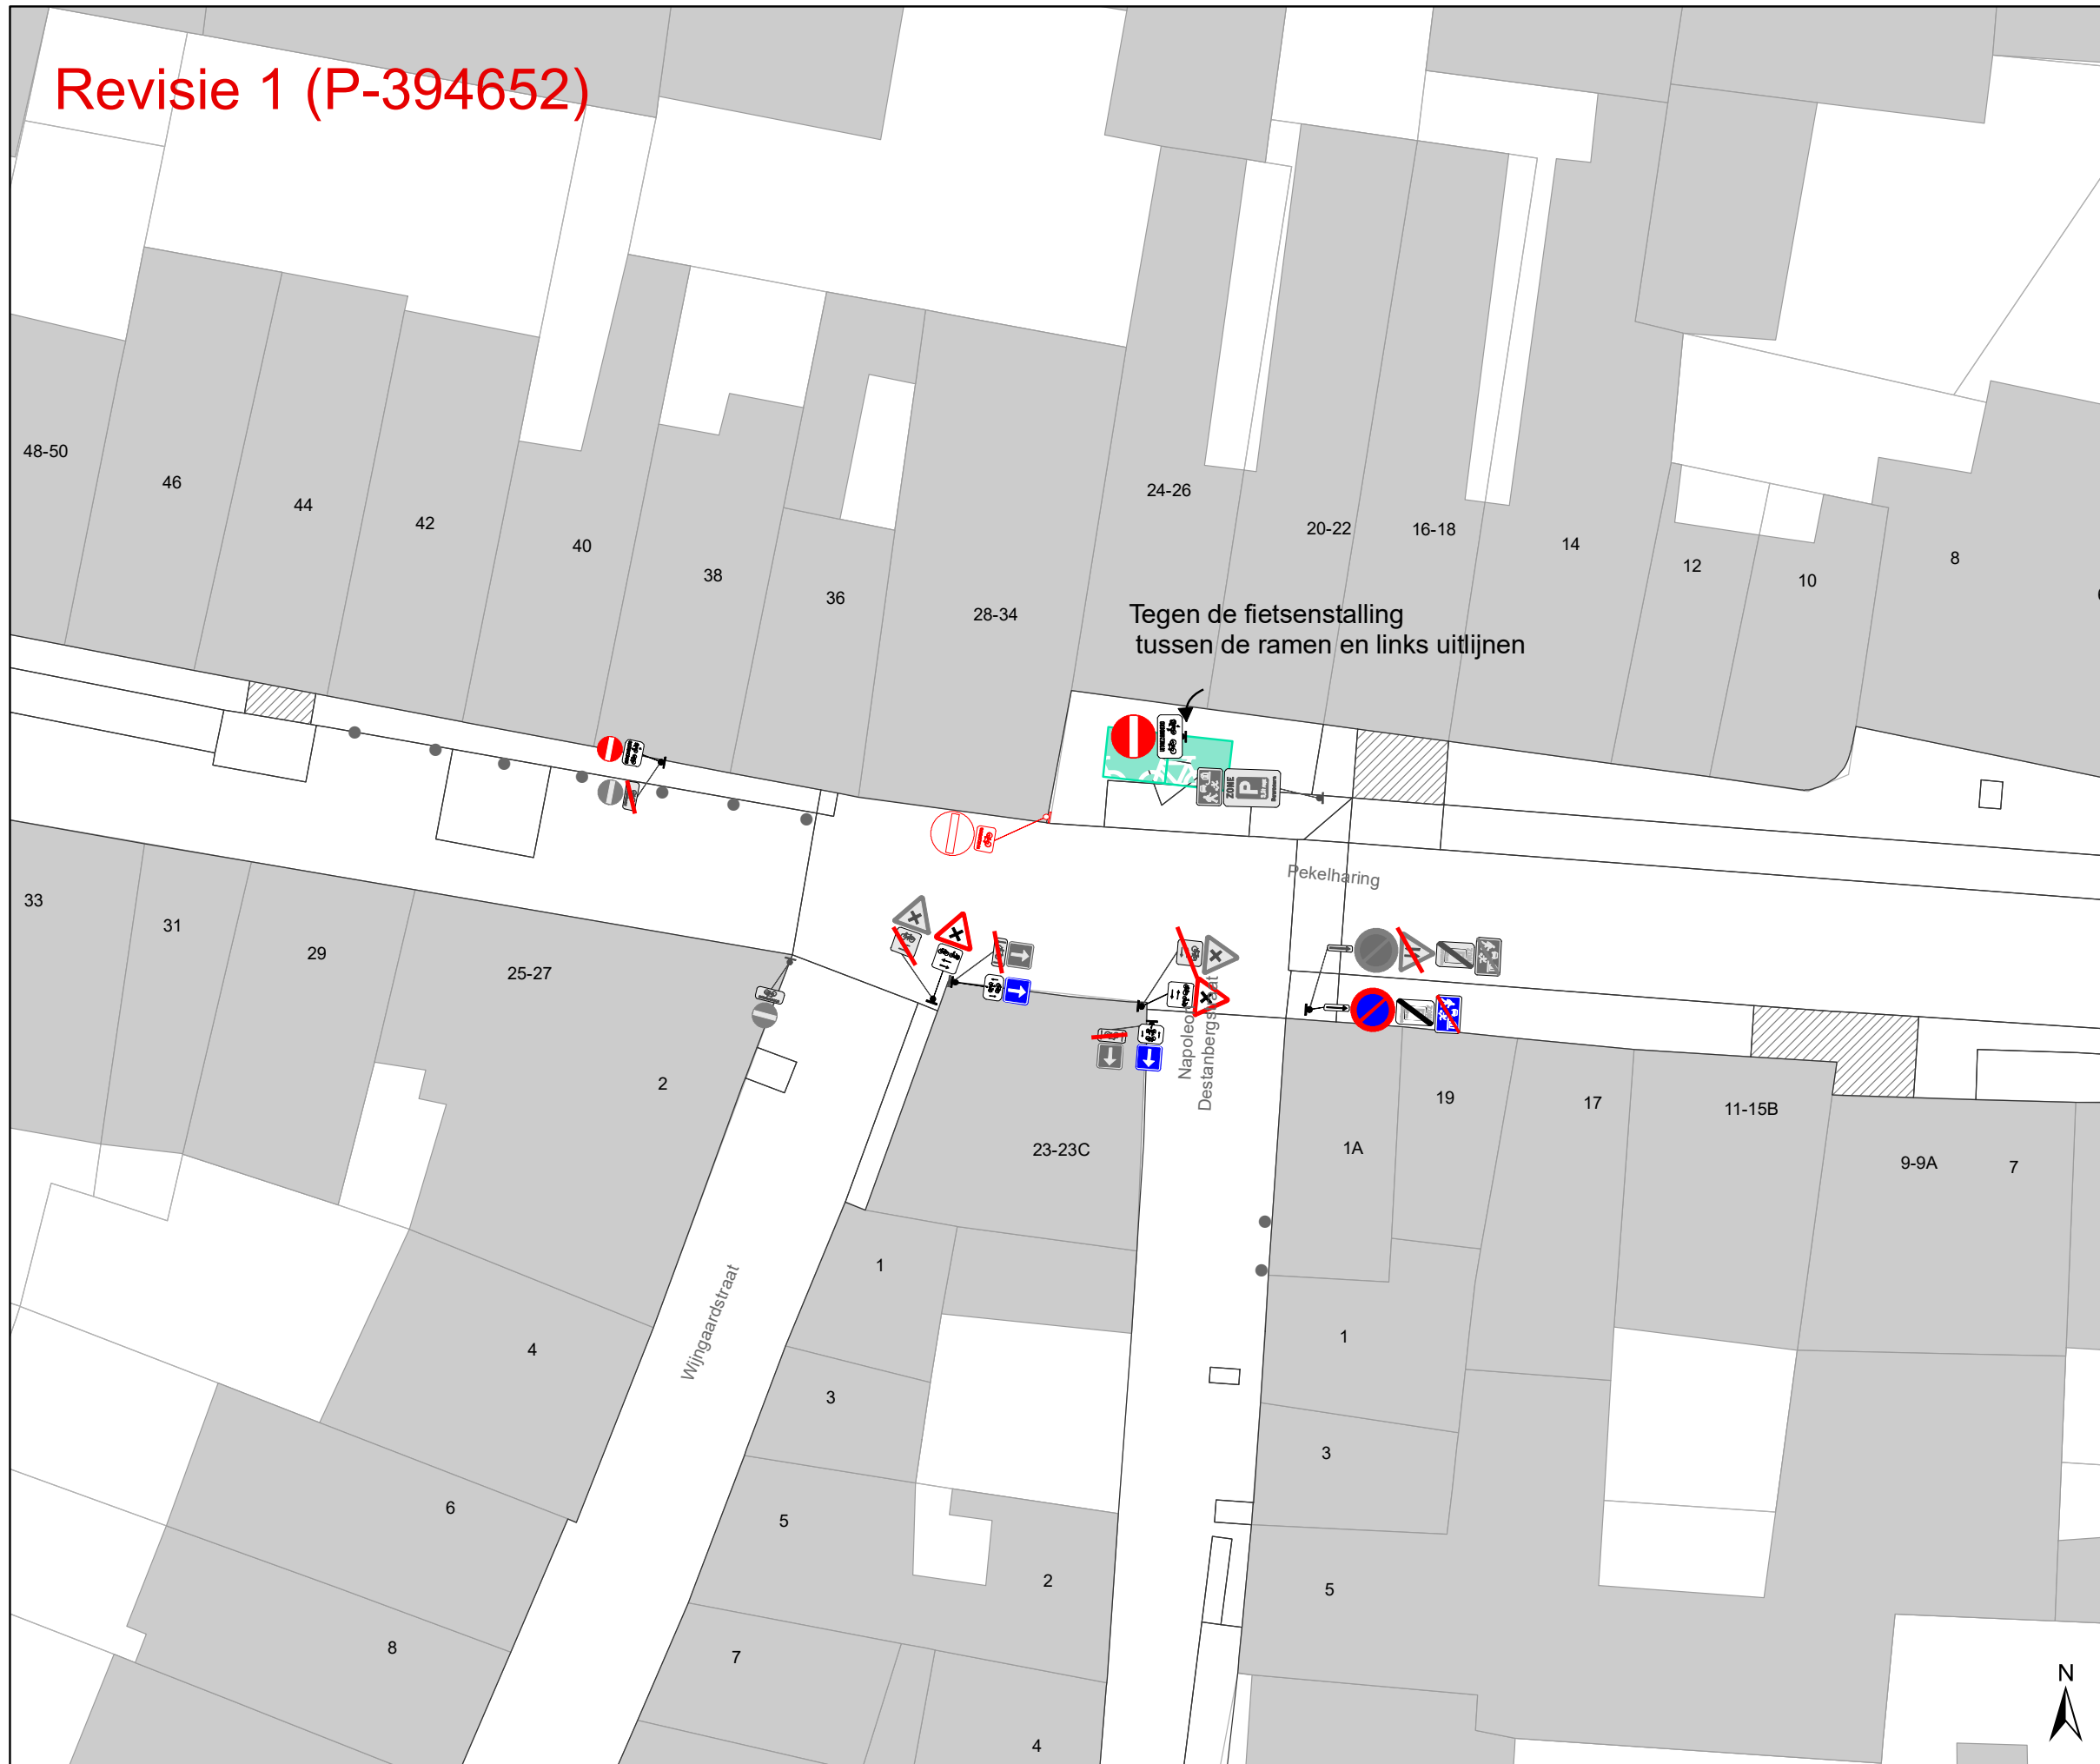 Revisie 1 (P-394652)
48-50
46
44
42
40
38
36
28-34
24-26
20-22
16-18
14
12
10
8
Tegen de fietsenstalling
tussen de ramen en links uitlijnen
ZONE
P
Pekelharing
33
31
29
25-27
2
Napoleon
Destanbergstraat
23-23C
1A
19
17
11-15B
9-9A
7
1
1
3
3
4
Wijngaardstraat
5
2
5
6
7
8
4
N